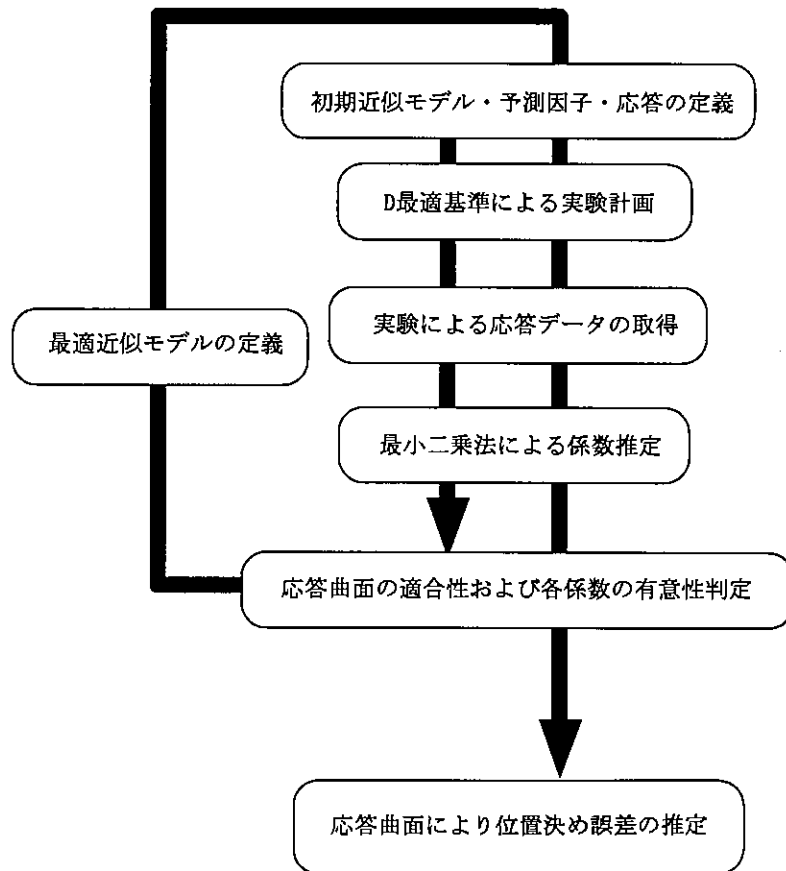 初期近似モデル・予測因子・応答の定義
D最適基準による実験計画
実験による応答データの取得
最適近似モデルの定義
最小二乗法による係数推定
応答曲面の適合性および各係数の有意性判定
応答曲面により位置決め誤差の推定